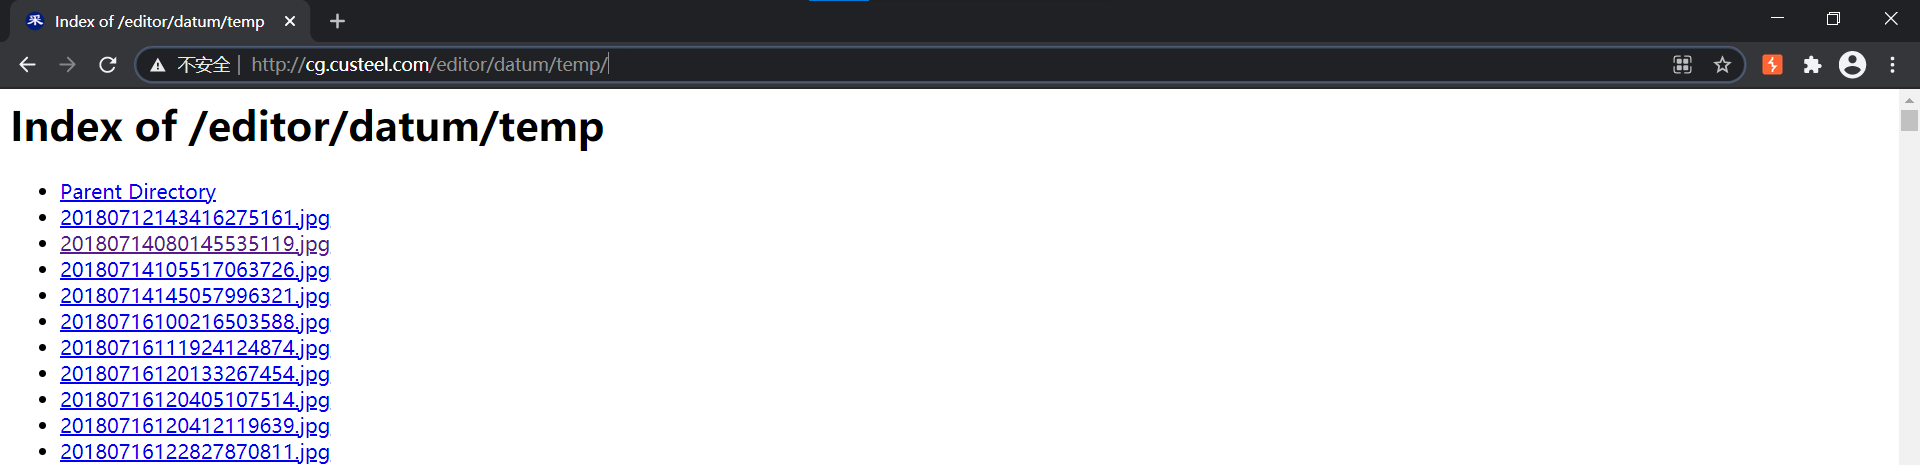 Index of /editor/datum/temp
不安全 | http://cg.custeel.com/editor/datum/temp/
Index of /editor/datum/temp
Parent Directory
20180712143416275161.jpg
20180714080145535119.jpg
20180714105517063726.jpg
20180714145057996321.jpg
20180716100216503588.jpg
20180716111924124874.jpg
20180716120133267454.jpg
20180716120405107514.jpg
20180716120412119639.jpg
20180716122827870811.jpg